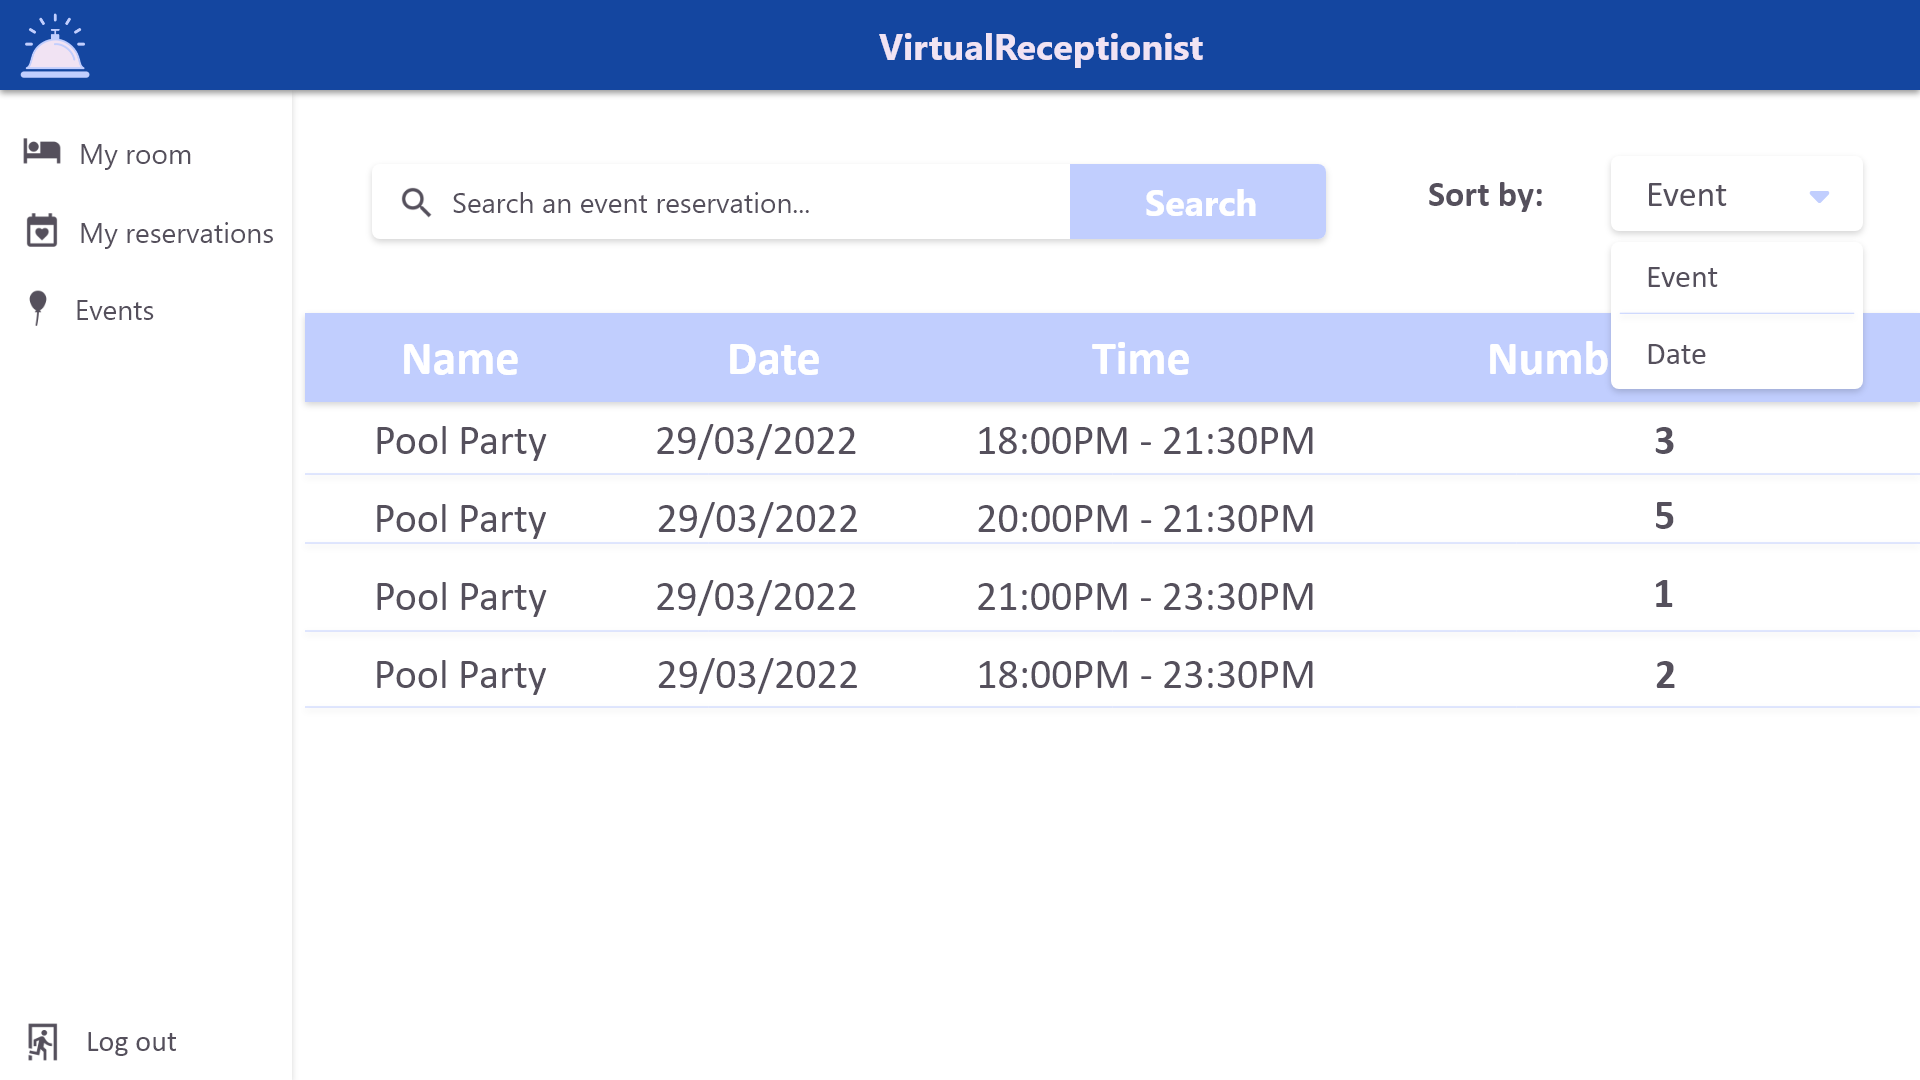 VirtualReceptionist
My room
My reservations
Events
Log out
Search an event reservation...
Search
Sort by:
Event
Event
Date
Name Date Time
Pool Party 29/03/2022 18:00PM - 21:30PM 3
Pool Party 29/03/2022 20:00PM - 21:30PM 5
Pool Party 29/03/2022 21:00PM - 23:30PM 1
Pool Party 29/03/2022 18:00PM - 23:30PM 2